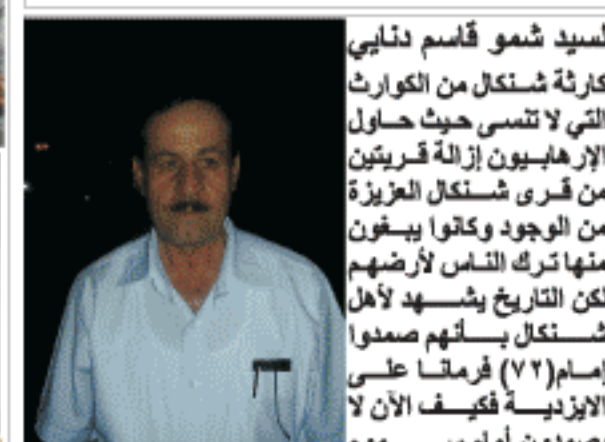 لسيد شمو قاسم دنايي
كارثة شنكال من الكوارث
التي لا تنسى حيث حاول
الإرهابيون إزالة قريتين
من قرى شنكال العزيزة
من الوجود وكانوا يبغون
منها ترك الناس لأرضهم
لكن التاريخ يشهد لأهل
شنكال بأنهم صمدوا
إمام(٧٢) فرمانا على
الايزدية فكيف الآن لا